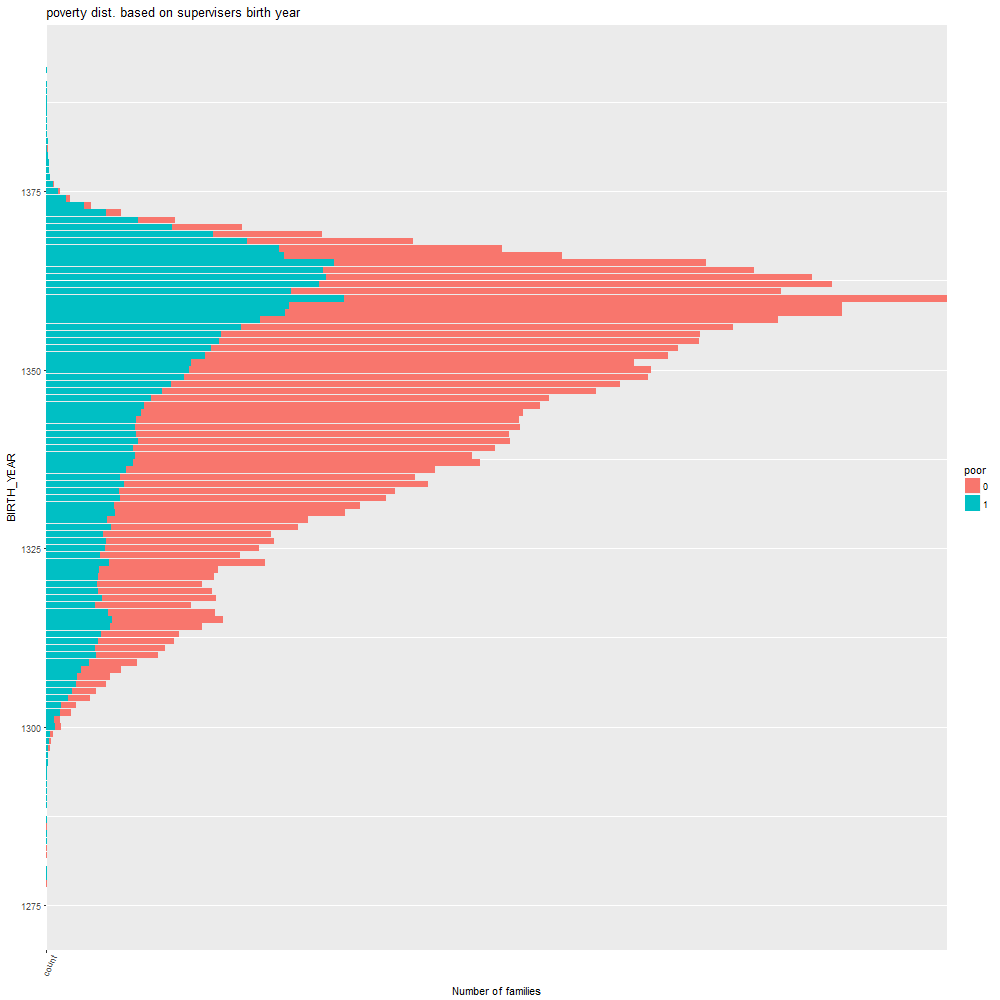 poverty dist. based on supervisers birth year
1375
1350
1325
1300
1275
BIRTH_YEAR
count
Number of families
poor
0
1